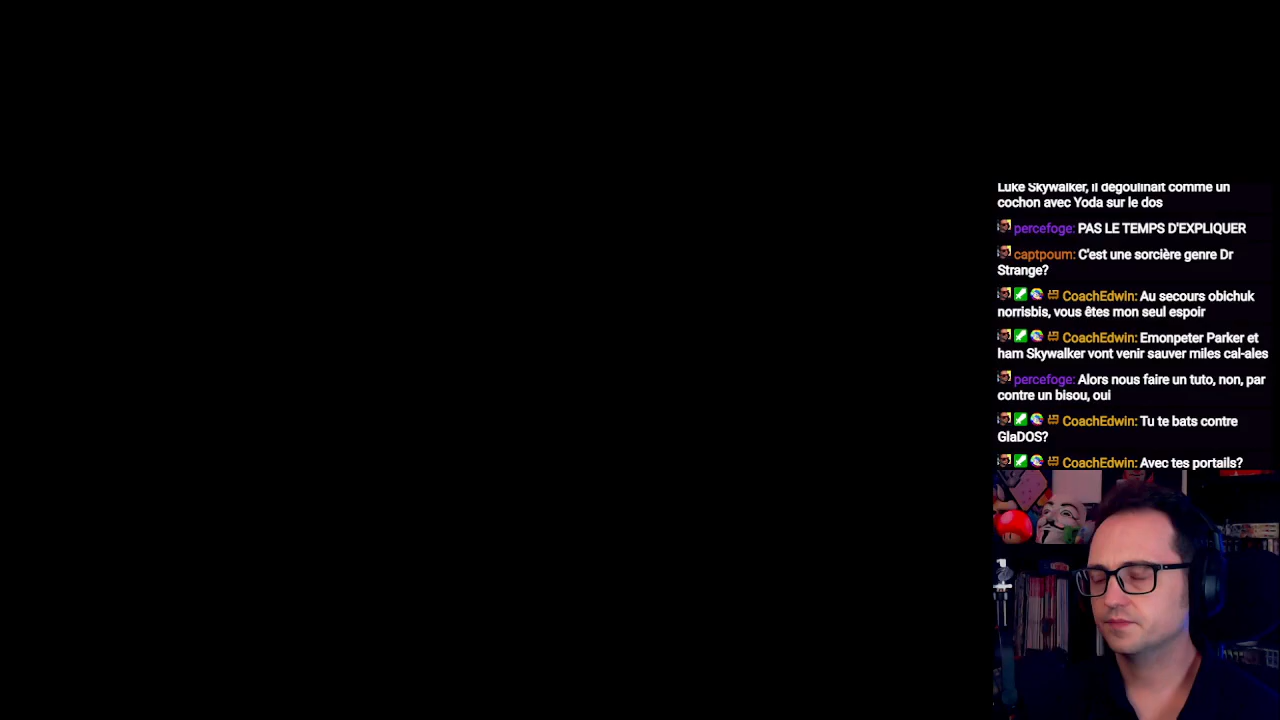 Luke Skywalker, il dégoulinait comme un
cochon avec Yoda sur le dos
percefoge: PAS LE TEMPS D'EXPLIQUER
captpoum: C'est une sorcière genre Dr
Strange?
CoachEdwin: Au secours obichuk
norrisbis, vous êtes mon seul espoir
CoachEdwin: Emonpeter Parker et
ham Skywalker vont venir sauver miles cal-ales
percefoge: Alors nous faire un tuto, non, par
contre un bisou, oui
CoachEdwin: Tu te bats contre
GlaDOS?
CoachEdwin: Avec tes portails?